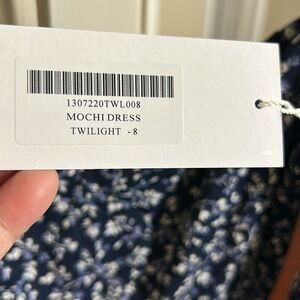 1307220TWL008
MOCHI DRESS
TWILIGHT - 8